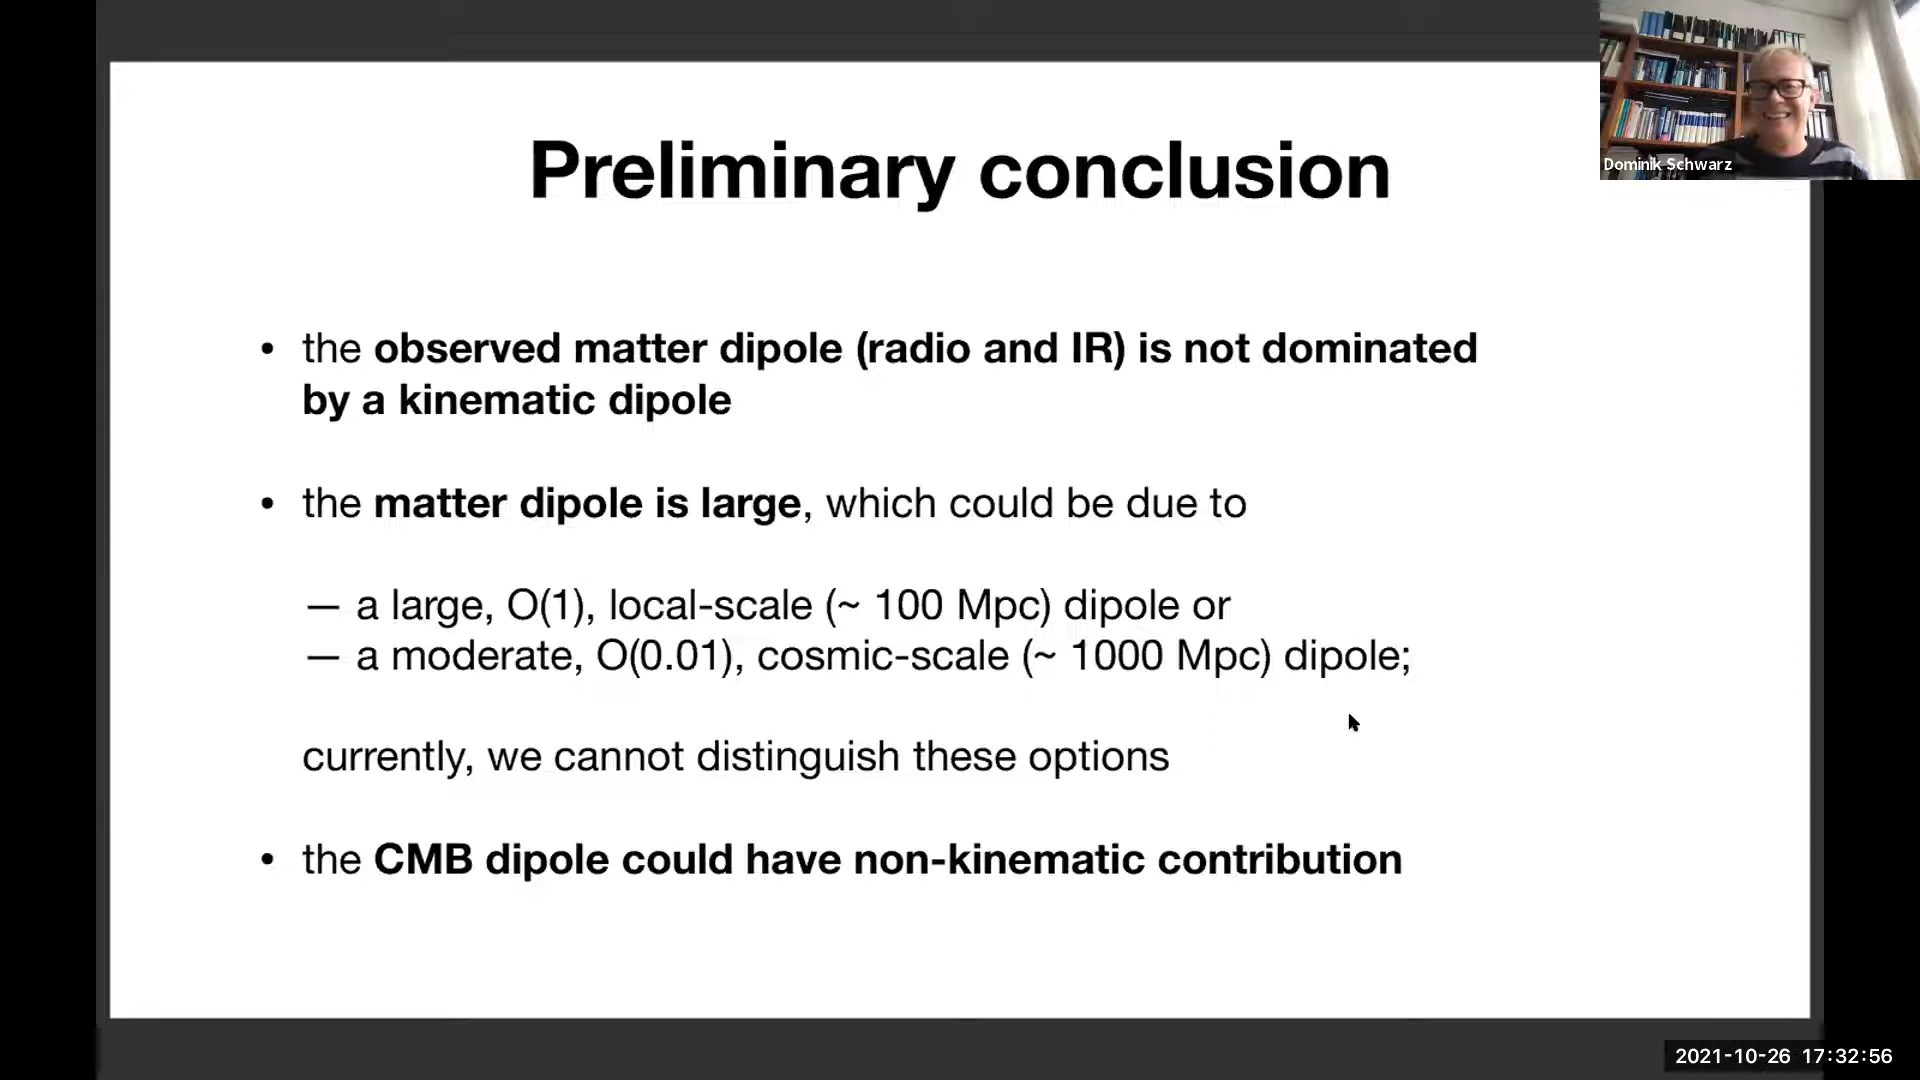 Preliminary conclusion
Dominik Schwarz
• the observed matter dipole (radio and IR) is not dominated
by a kinematic dipole
• the matter dipole is large, which could be due to
— a large, O(1), local-scale (~ 100 Mpc) dipole or
— a moderate, O(0.01), cosmic-scale (~ 1000 Mpc) dipole;
currently, we cannot distinguish these options
• the CMB dipole could have non-kinematic contribution
2021-10-26 17:32:56